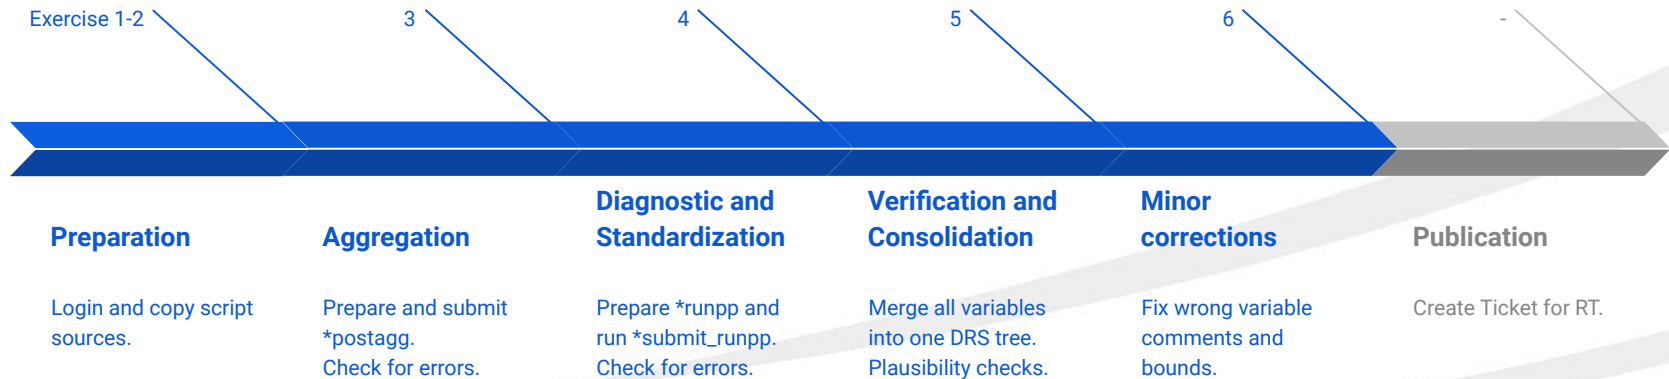 Exercise 1-2
3
4
5
6
-
Preparation
Login and copy script
sources.
Aggregation
Prepare and submit
*postagg.
Check for errors.
Diagnostic and
Standardization
Prepare *runpp and
run *submit_runpp.
Check for errors.
Verification and
Consolidation
Merge all variables
into one DRS tree.
Plausibility checks.
Minor
corrections
Fix wrong variable
comments and
bounds.
Publication
Create Ticket for RT.